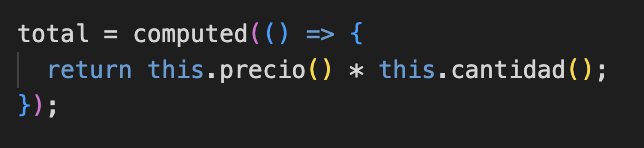 total = computed(() => {
  return this.precio() * this.cantidad();
});